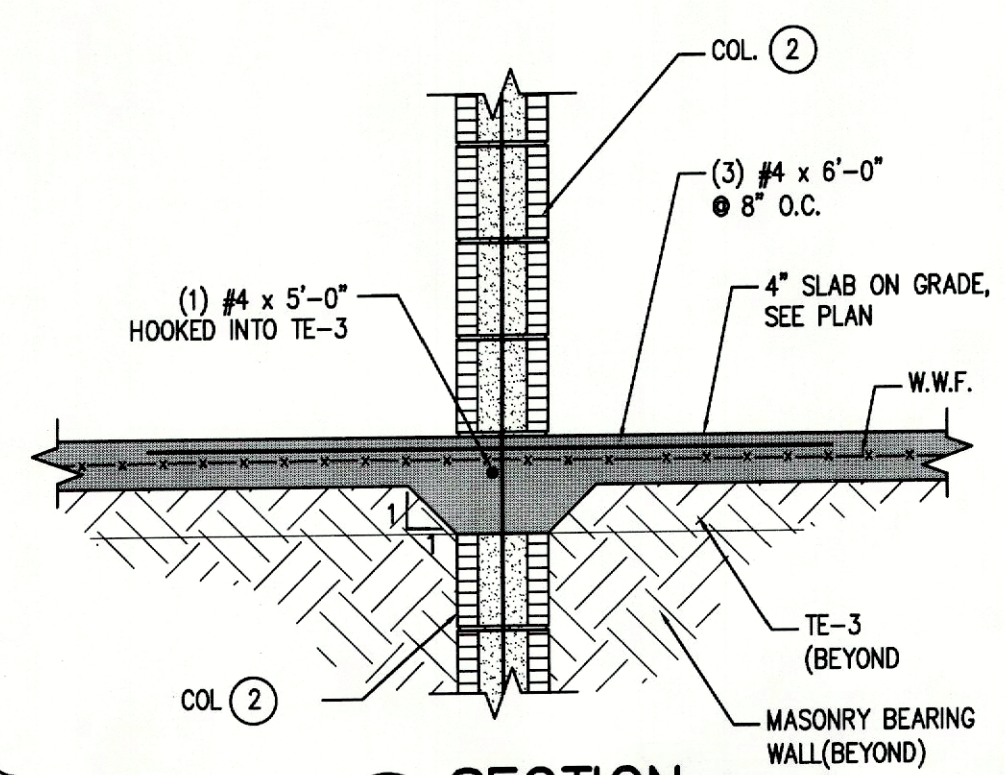 COL. 2
(3) #4 x 6'-0"
@ 8" O.C.
(1) #4 x 5'-0"
HOOKED INTO TE-3
4" SLAB ON GRADE,
SEE PLAN
W.W.F.
x x x x x x x x x x x x x x x x x x x x
1
1
TE-3
(BEYOND
COL 2
MASONRY BEARING
WALL(BEYOND)
SECTION